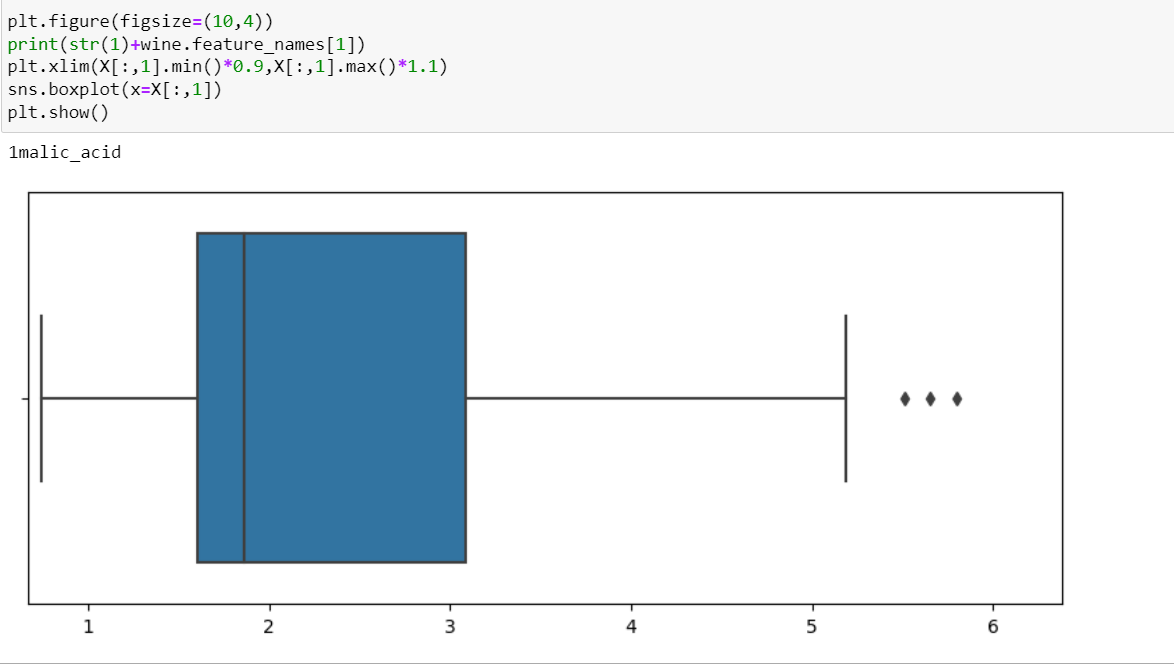 plt.figure(figsize=(10,4))
print(str(1)+wine.feature_names[1])
plt.xlim(X[:,1].min()*0.9,X[:,1].max()*1.1)
sns.boxplot(x=X[:,1])
plt.show()
1malic_acid
1 2 3 4 5 6